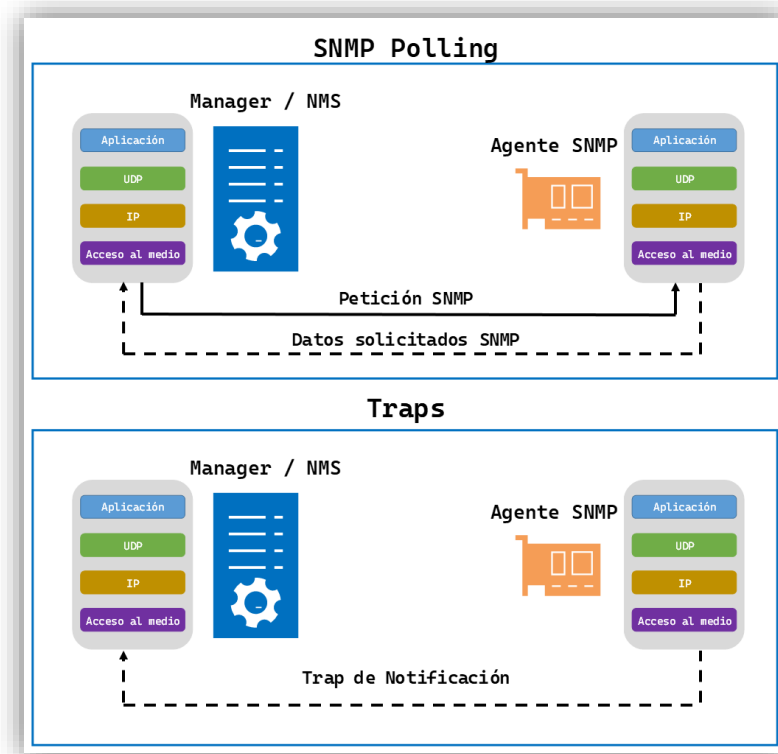 SNMP Polling
Manager / NMS
Agente SNMP
Aplicación
UDP
IP
Acceso al medio
Aplicación
UDP
IP
Acceso al medio
Petición SNMP
Datos solicitados SNMP
Traps
Manager / NMS
Agente SNMP
Aplicación
UDP
IP
Acceso al medio
Aplicación
UDP
IP
Acceso al medio
Trap de Notificación